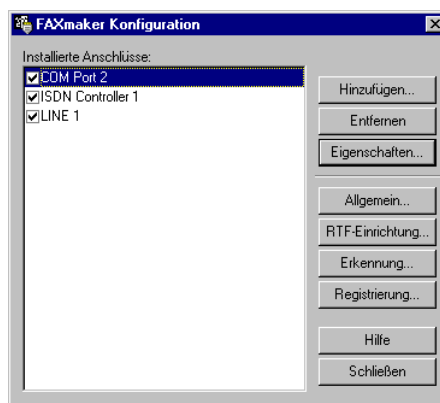 FAXmaker Konfiguration
Installierte Anschlüsse:
COM Port 2
ISDN Controller 1
LINE 1
Hinzufügen...
Entfernen
Eigenschaften...
Allgemein...
RTF-Einrichtung...
Erkennung...
Registrierung...
Hilfe
Schließen